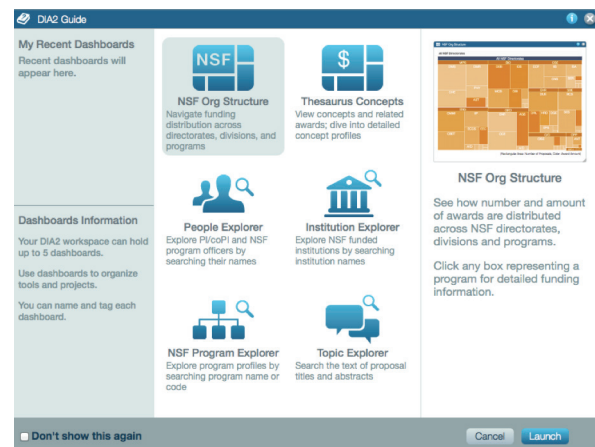 DIA2 Guide
My Recent Dashboards
Recent dashboards will
appear here.
Dashboards Information
Your DIA2 workspace can hold
up to 5 dashboards.
Use dashboards to organize
tools and projects.
You can name and tag each
dashboard.
NSF
NSF Org Structure
Navigate funding
distribution across
directorates, divisions, and
programs
$
Thesaurus Concepts
View concepts and related
awards; dive into detailed
concept profiles
People Explorer
Explore PI/coPI and NSF
program officers by
searching their names
Institution Explorer
Explore NSF funded
institutions by searching
institution names
NSF Program Explorer
Explore program profiles by
searching program name or
code
Topic Explorer
Search the text of proposal
titles and abstracts
NSF Org Structure
See how number and amount
of awards are distributed
across NSF directorates,
divisions and programs.
Click any box representing a
program for detailed funding
information.
Don't show this again
Cancel
Launch